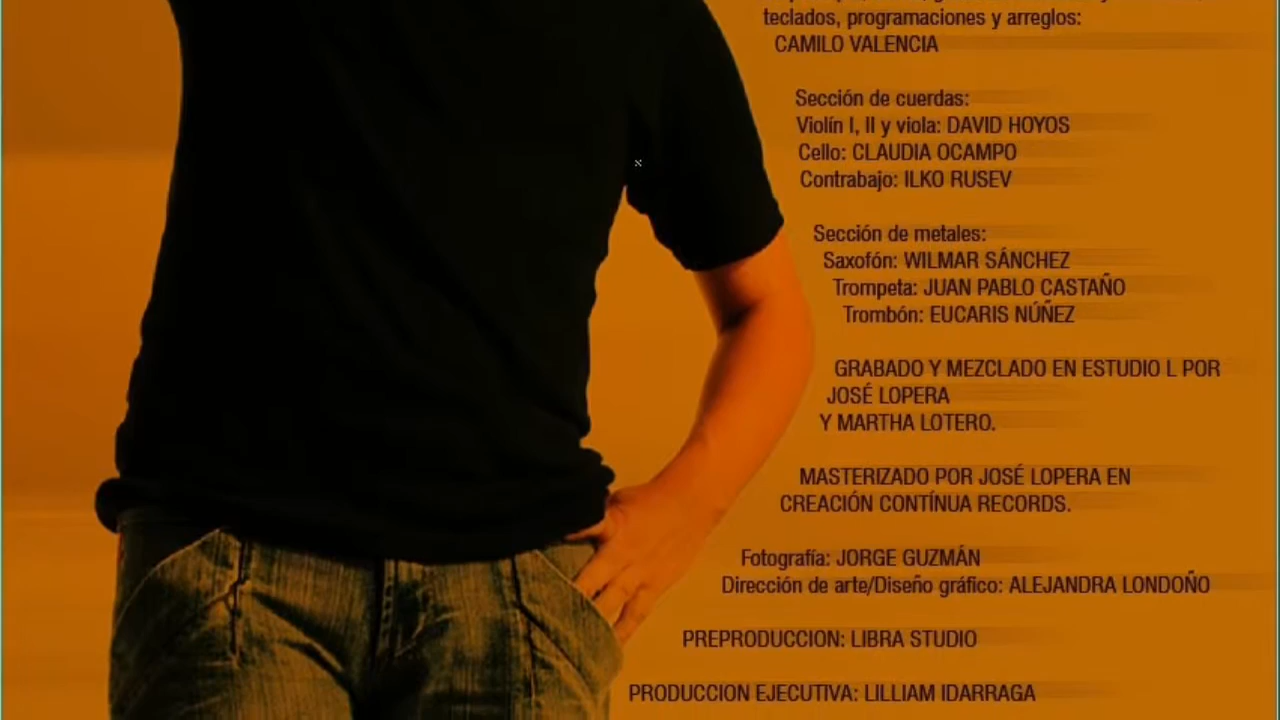 teclados, programaciones y arreglos:
CAMILO VALENCIA
Sección de cuerdas:
Violín I, II y viola: DAVID HOYOS
Cello: CLAUDIA OCAMPO
Contrabajo: ILKO RUSEV
Sección de metales:
Saxofón: WILMAR SÁNCHEZ
Trompeta: JUAN PABLO CASTAÑO
Trombón: EUCARIS NÚÑEZ
GRABADO Y MEZCLADO EN ESTUDIO L POR
JOSÉ LOPERA
Y MARTHA LOTERO.
MASTERIZADO POR JOSÉ LOPERA EN
CREACIÓN CONTÍNUA RECORDS.
Fotografía: JORGE GUZMÁN
Dirección de arte/Diseño gráfico: ALEJANDRA LONDOÑO
PREPRODUCCION: LIBRA STUDIO
PRODUCCION EJECUTIVA: LILLIAM IDARRAGA